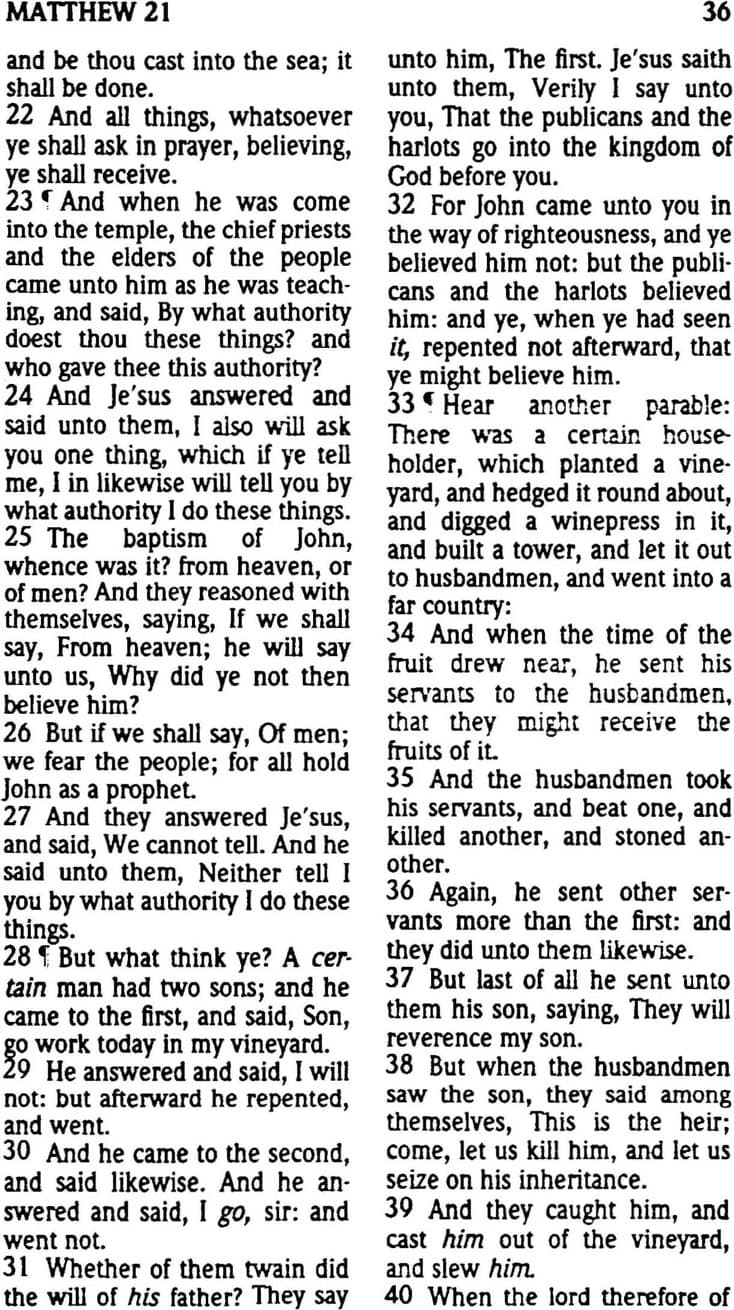 MATTHEW 21 36
and be thou cast into the sea; it
shall be done.
22 And all things, whatsoever
ye shall ask in prayer, believing,
ye shall receive.
23 ¶ And when he was come
into the temple, the chief priests
and the elders of the people
came unto him as he was teach-
ing, and said, By what authority
doest thou these things? and
who gave thee this authority?
24 And Je′sus answered and
said unto them, I also will ask
you one thing, which if ye tell
me, I in likewise will tell you by
what authority I do these things.
25 The baptism of John,
whence was it? from heaven, or
of men? And they reasoned with
themselves, saying, If we shall
say, From heaven; he will say
unto us, Why did ye not then
believe him?
26 But if we shall say, Of men;
we fear the people; for all hold
John as a prophet.
27 And they answered Je′sus,
and said, We cannot tell. And he
said unto them, Neither tell I
you by what authority I do these
things.
28 ¶ But what think ye? A cer-
tain man had two sons; and he
came to the first, and said, Son,
go work today in my vineyard.
29 He answered and said, I will
not: but afterward he repented,
and went.
30 And he came to the second,
and said likewise. And he an-
swered and said, I go, sir: and
went not.
31 Whether of them twain did
the will of his father? They say
unto him, The first. Je′sus saith
unto them, Verily I say unto
you, That the publicans and the
harlots go into the kingdom of
God before you.
32 For John came unto you in
the way of righteousness, and ye
believed him not: but the publi-
cans and the harlots believed
him: and ye, when ye had seen
it, repented not afterward, that
ye might believe him.
33 ¶ Hear another parable:
There was a certain house-
holder, which planted a vine-
yard, and hedged it round about,
and digged a winepress in it,
and built a tower, and let it out
to husbandmen, and went into a
far country:
34 And when the time of the
fruit drew near, he sent his
servants to the husbandmen,
that they might receive the
fruits of it.
35 And the husbandmen took
his servants, and beat one, and
killed another, and stoned an-
other.
36 Again, he sent other ser-
vants more than the first: and
they did unto them likewise.
37 But last of all he sent unto
them his son, saying, They will
reverence my son.
38 But when the husbandmen
saw the son, they said among
themselves, This is the heir;
come, let us kill him, and let us
seize on his inheritance.
39 And they caught him, and
cast him out of the vineyard,
and slew him.
40 When the lord therefore of